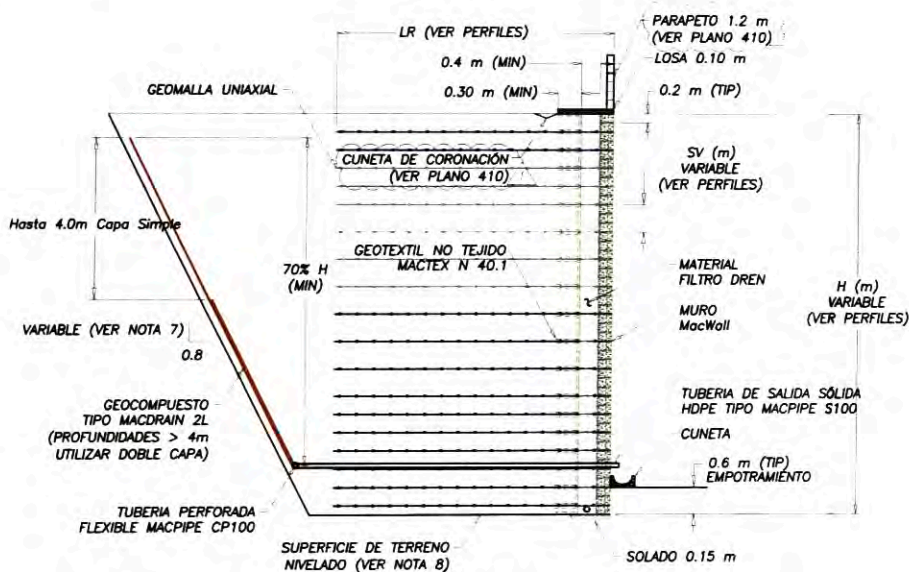 LR (VER PERFILES)
PARAPETO 1.2 m
(VER PLANO 410)
0.4 m (MIN)
LOSA 0.10 m
GEOMALLA UNIAXIAL
0.30 m (MIN)
0.2 m (TIP)
CUNETA DE CORONACIÓN
(VER PLANO 410)
SV (m)
VARIABLE
(VER PERFILES)
Hasta 4.0m Capa Simple
70% H
(MIN)
GEOTEXTIL NO TEJIDO
MACTEX N 40.1
MATERIAL
FILTRO DREN
H (m)
VARIABLE
(VER PERFILES)
MURO
MacWall
VARIABLE (VER NOTA 7)
0.8
GEOCOMPUESTO
TIPO MACDRAIN 2L
(PROFUNDIDADES > 4m
UTILIZAR DOBLE CAPA)
TUBERIA DE SALIDA SÓLIDA
HDPE TIPO MACPIPE S100
CUNETA
0.6 m (TIP)
EMPOTRAMIENTO
TUBERIA PERFORADA
FLEXIBLE MACPIPE CP100
SUPERFICIE DE TERRENO
NIVELADO (VER NOTA 8)
SOLADO 0.15 m